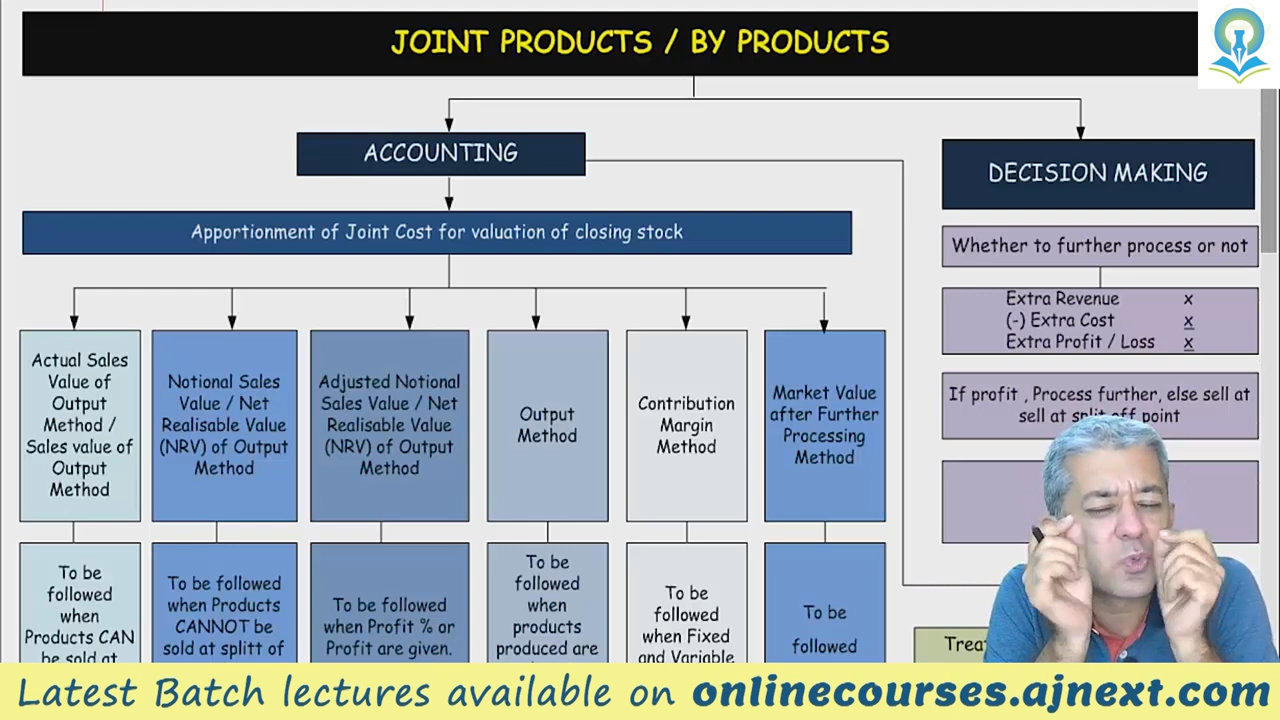 JOINT PRODUCTS / BY PRODUCTS
ACCOUNTING
DECISION MAKING
Apportionment of Joint Cost for valuation of closing stock
Whether to further process or not
Extra Revenue x
(-) Extra Cost x
Extra Profit / Loss x
If profit , Process further, else sell at
sell at split off point
Actual Sales
Value of
Output
Method /
Sales value of
Output
Method
Notional Sales
Value / Net
Realisable Value
(NRV) of Output
Method
Adjusted Notional
Sales Value / Net
Realisable Value
(NRV) of Output
Method
Output
Method
Contribution
Margin
Method
Market Value
after Further
Processing
Method
To be
followed
when
Products CAN
be sold at
To be followed
when Products
CANNOT be
sold at splitt of
To be followed
when Profit % or
Profit are given.
To be
followed
when
products
produced are
To be
followed
when Fixed
and Variable
To be
followed
Latest Batch lectures available on onlinecourses.ajnext.com